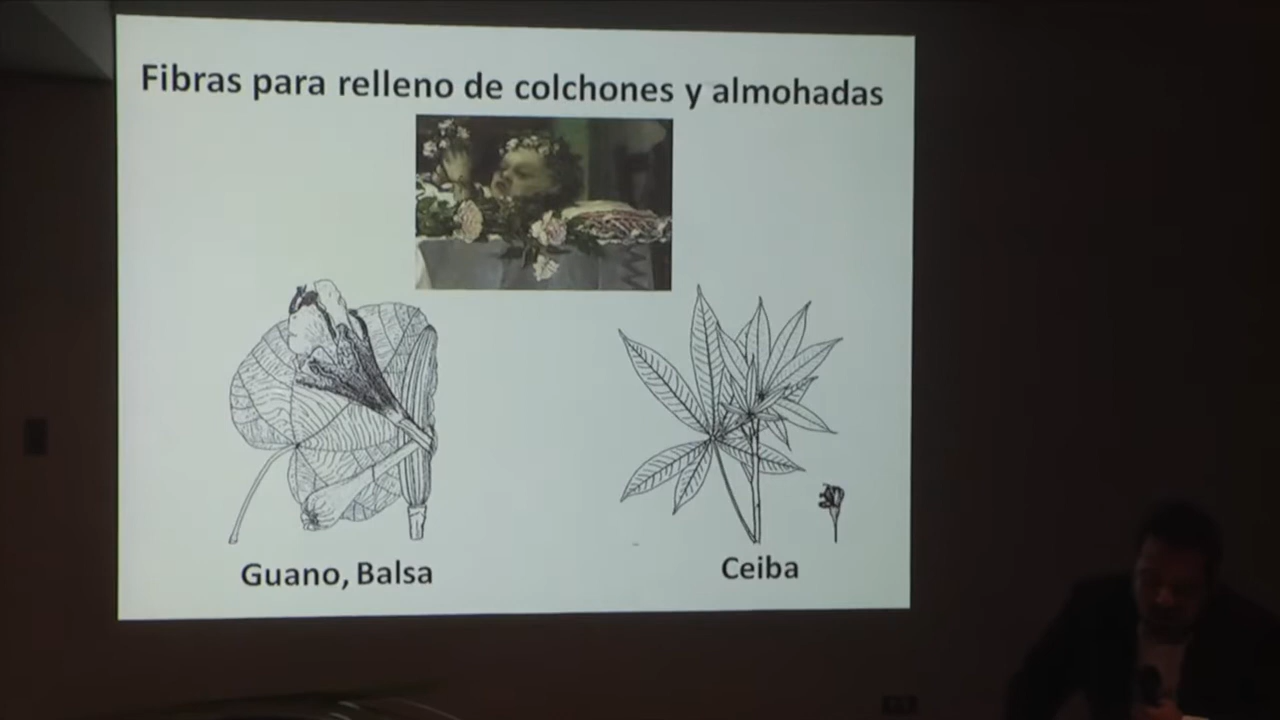 Fibras para relleno de colchones y almohadas
Guano, Balsa
Ceiba